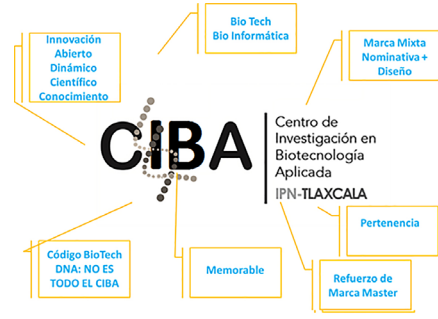 Innovación
Abierto
Dinámico
Científico
Conocimiento
Bio Tech
Bio Informática
Marca Mixta
Nominativa +
Diseño
CIBA
Centro de
Investigación en
Biotecnología
Aplicada
IPN-TLAXCALA
Código BioTech
DNA: NO ES
TODO EL CIBA
Memorable
Pertenencia
Refuerzo de
Marca Master